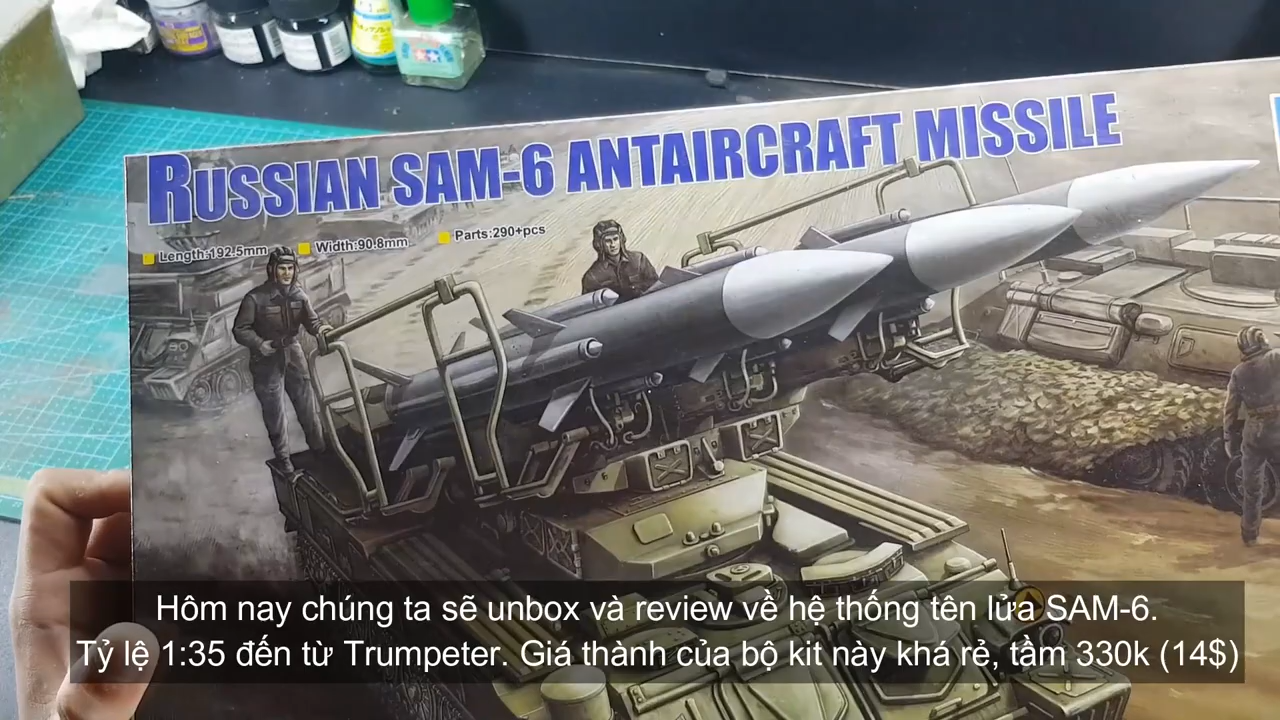 RUSSIAN SAM-6 ANTAIRCRAFT MISSILE
Length:192.5mm Width:90.8mm Parts:290+pcs
Hôm nay chúng ta sẽ unbox và review về hệ thống tên lửa SAM-6.
Tỷ lệ 1:35 đến từ Trumpeter. Giá thành của bộ kit này khá rẻ, tầm 330k (14$)